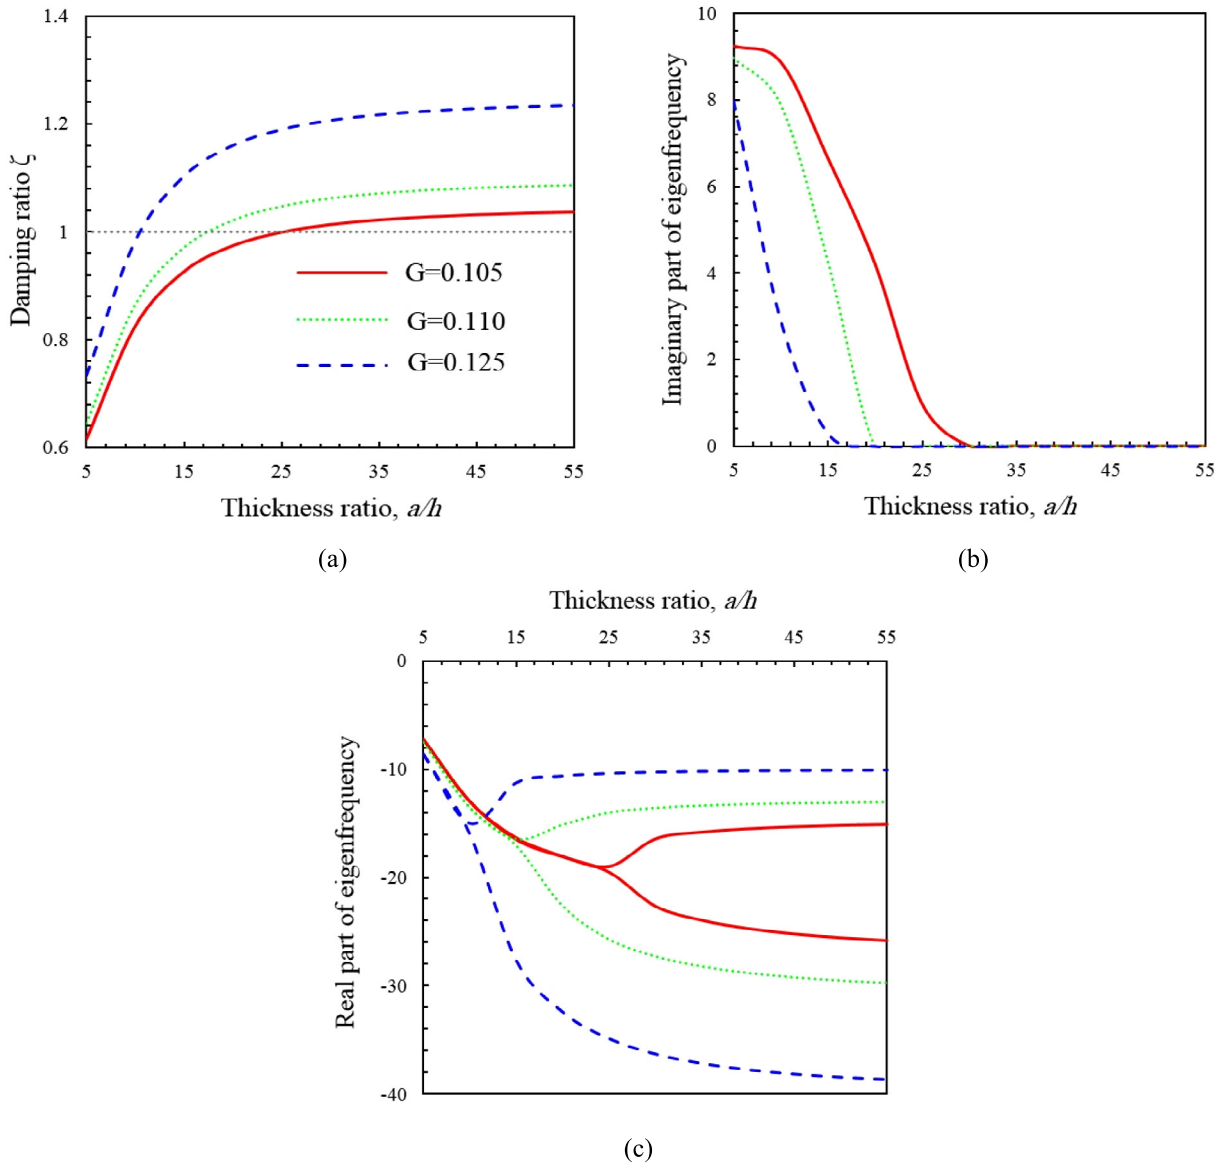 1.4
1.2
1
0.8
0.6
Damping ratio ζ
G=0.105
G=0.110
G=0.125
5 15 25 35 45 55
Thickness ratio, a/h
(a)
10
8
6
4
2
0
Imaginary part of eigenfrequency
5 15 25 35 45 55
Thickness ratio, a/h
(b)
Thickness ratio, a/h
5 15 25 35 45 55
0
-10
-20
-30
-40
Real part of eigenfrequency
(c)